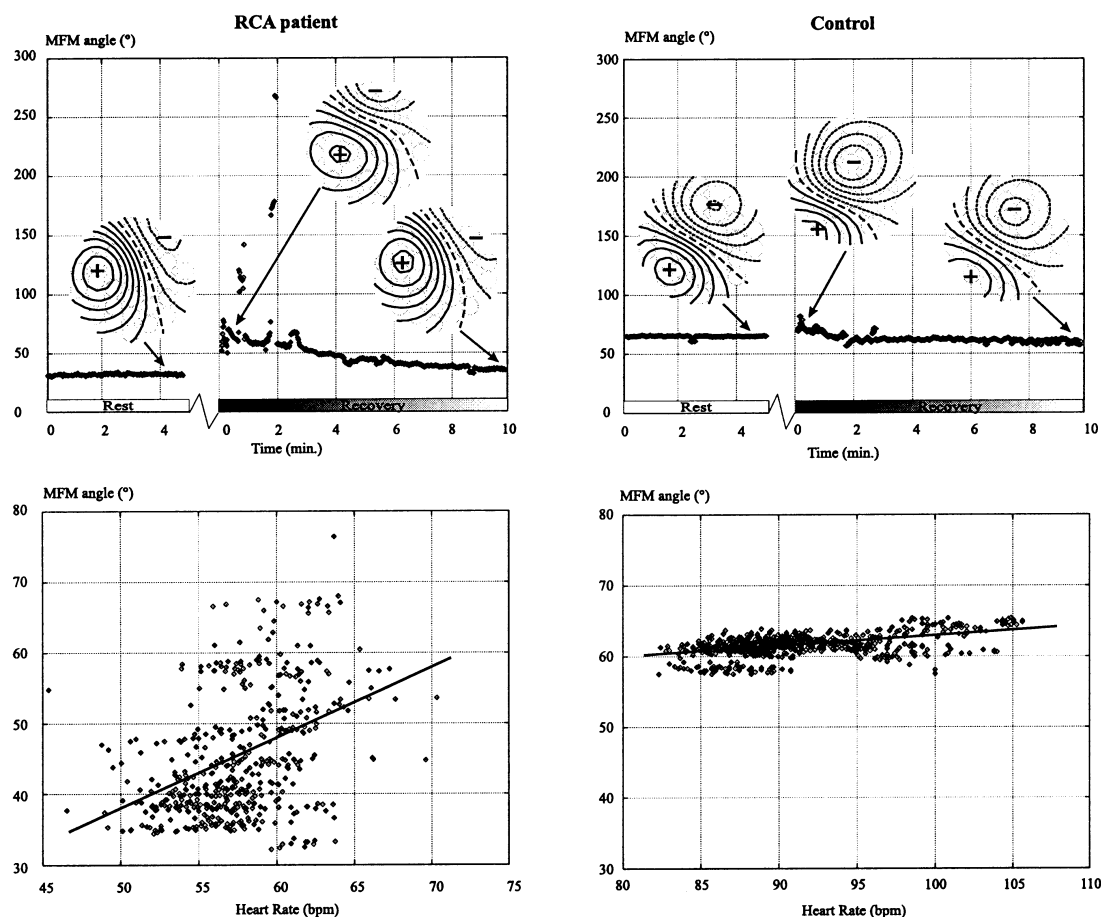 RCA patient
Control
MFM angle (°)
MFM angle (°)
300
250
200
150
100
50
0
Rest
Recovery
0 2 4 0 2 4 6 8 10
Time (min.)
300
250
200
150
100
50
0
Rest
Recovery
0 2 4 0 2 4 6 8 10
Time (min.)
MFM angle (°)
80
70
60
50
40
30
45 50 55 60 65 70 75
Heart Rate (bpm)
MFM angle (°)
80
70
60
50
40
30
80 85 90 95 100 105 110
Heart Rate (bpm)